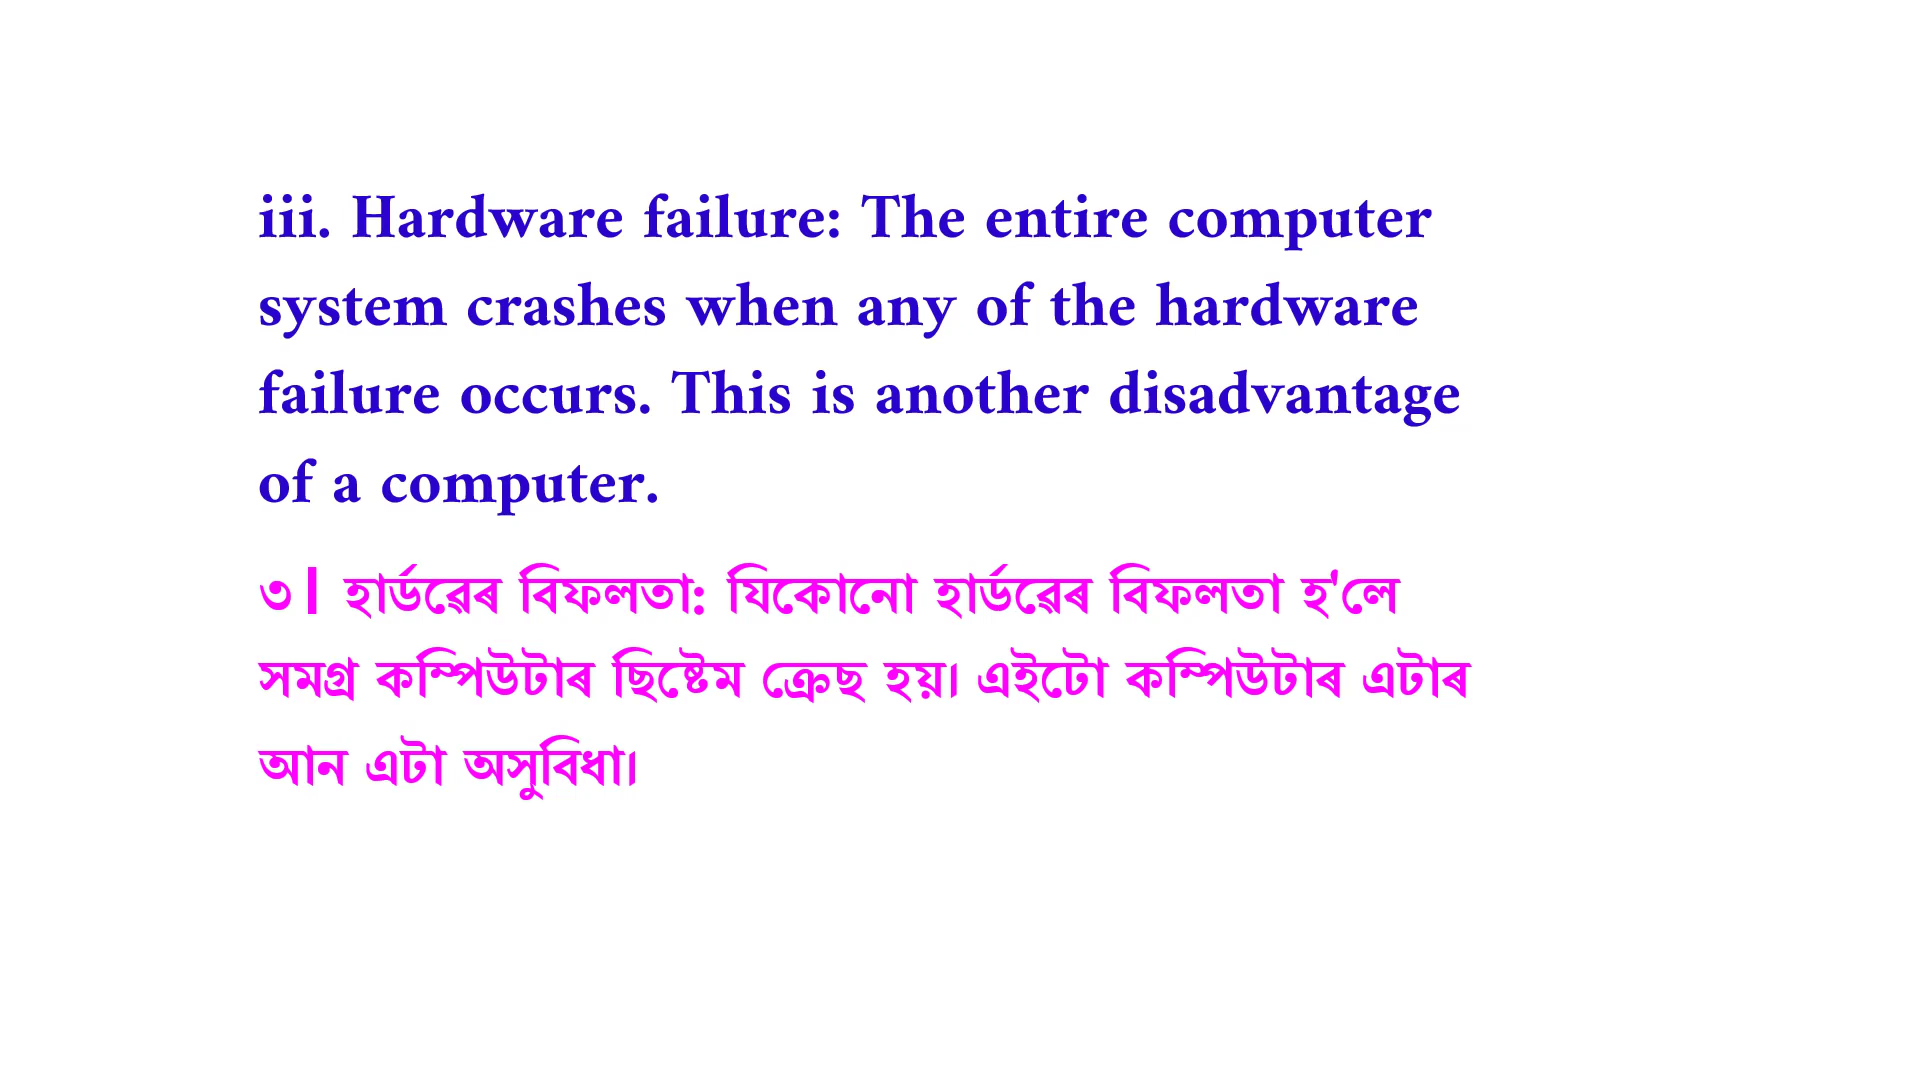 iii. Hardware failure: The entire computer
system crashes when any of the hardware
failure occurs. This is another disadvantage
of a computer.
৩| হাৰ্ডৱেৰ বিফলতা: যিকোনো হাৰ্ডৱেৰ বিফলতা হ'লে
সমগ্ৰ কম্পিউটাৰ ছিষ্টেম ক্ৰেছ হয়। এইটো কম্পিউটাৰ এটাৰ
আন এটা অসুবিধা।